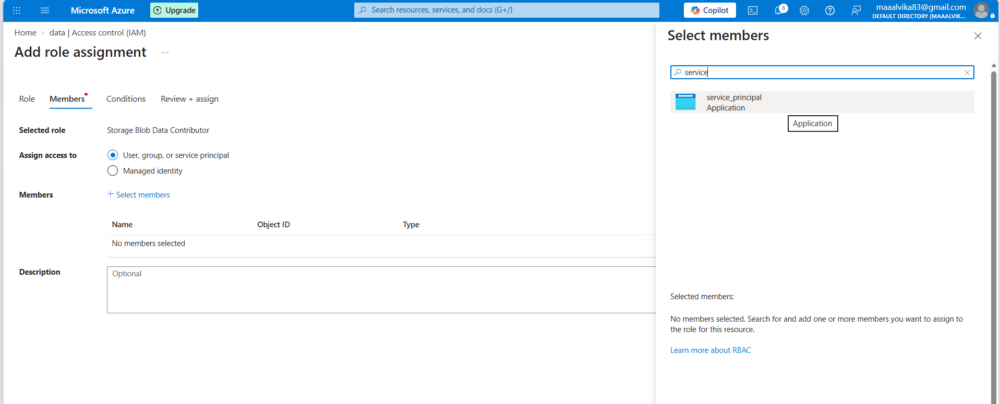 Microsoft Azure
Upgrade
Search resources, services, and docs (G+/)
Copilot
8
maaalvika83@gmail.com
DEFAULT DIRECTORY (MAAALVIK...
Home > data | Access control (IAM)
Add role assignment ...
Role Members Conditions Review + assign
Selected role Storage Blob Data Contributor
Assign access to User, group, or service principal
Managed identity
Members + Select members
Name Object ID Type
No members selected
Description Optional
Select members
service
service_principal
Application
Application
Selected members:
No members selected. Search for and add one or more members you want to assign to
the role for this resource.
Learn more about RBAC